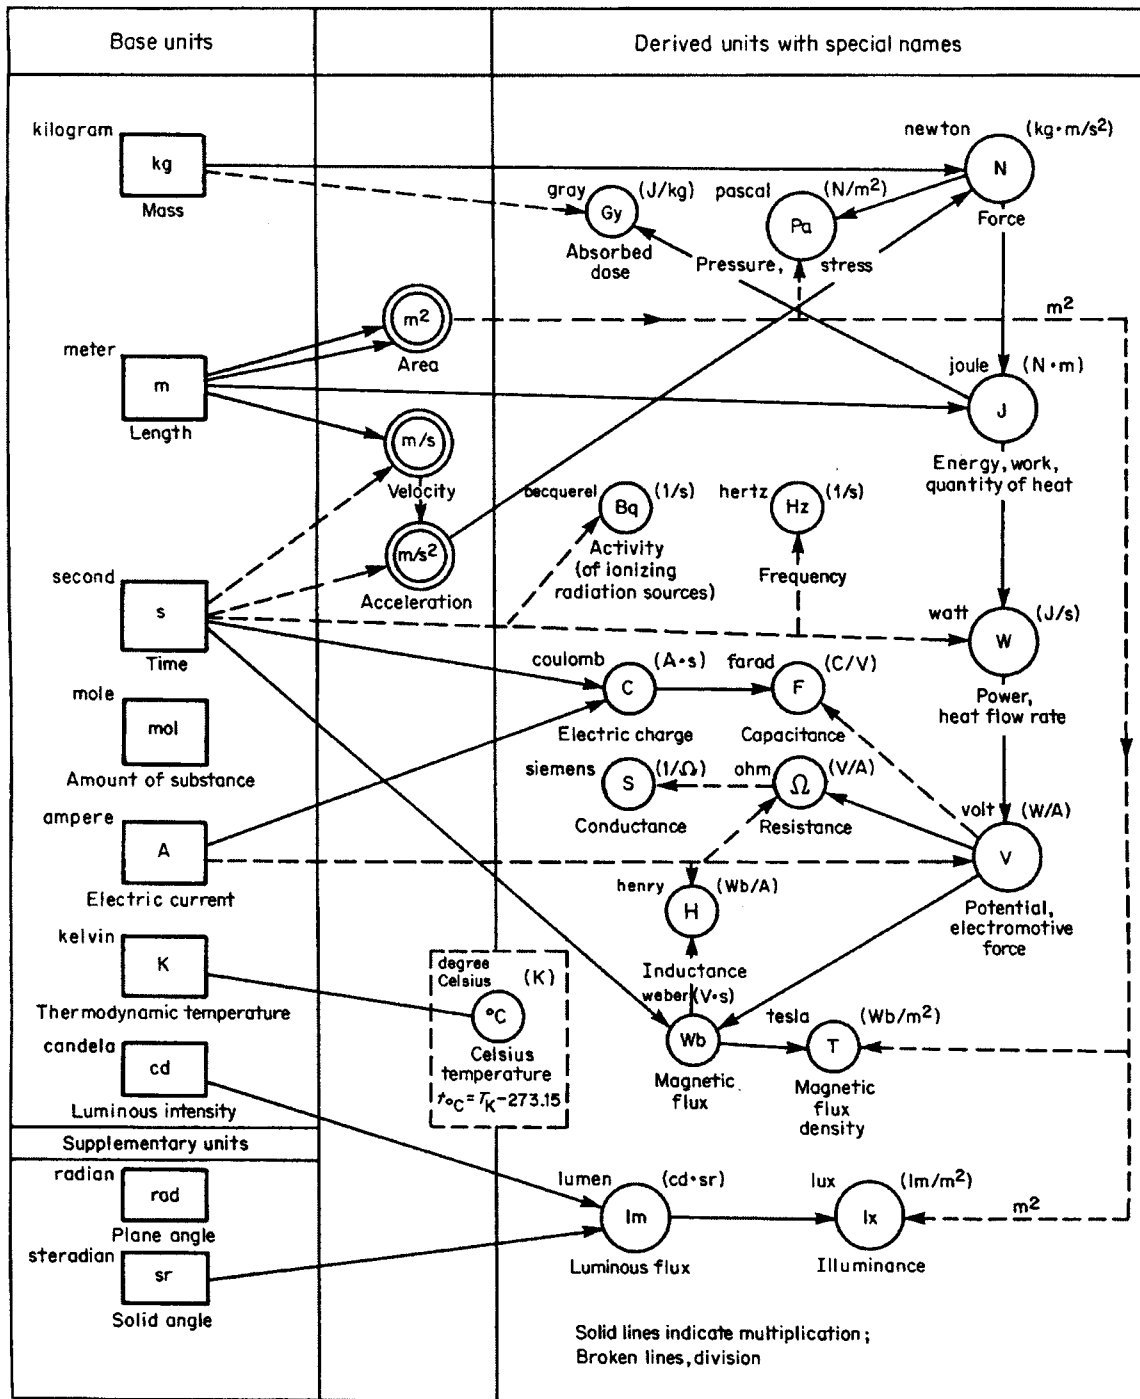 Base units
Derived units with special names
kilogram
kg
Mass
newton
(kg·m/s²)
N
Force
gray
(J/kg)
Gy
Absorbed
dose
pascal
(N/m²)
Pa
Pressure, stress
m²
Area
m²
meter
m
Length
joule
(N·m)
J
Energy, work,
quantity of heat
m/s
Velocity
m/s²
Acceleration
becquerel
(1/s)
Bq
Activity
(of ionizing
radiation sources)
hertz
(1/s)
Hz
Frequency
second
s
Time
watt
(J/s)
W
Power,
heat flow rate
coulomb
(A·s)
C
Electric charge
farad
(C/V)
F
Capacitance
mole
mol
Amount of substance
siemens
(1/Ω)
S
Conductance
ohm
(V/A)
Ω
Resistance
volt
(W/A)
V
Potential,
electromotive
force
ampere
A
Electric current
henry
(Wb/A)
H
Inductance
kelvin
K
Thermodynamic temperature
degree
Celsius
(K)
°C
Celsius
temperature
t°C = TK − 273.15
weber (V·s)
Wb
Magnetic
flux
tesla
(Wb/m²)
T
Magnetic
flux
density
candela
cd
Luminous intensity
Supplementary units
radian
rad
Plane angle
steradian
sr
Solid angle
lumen
(cd·sr)
lm
Luminous flux
lux
(lm/m²)
lx
Illuminance
m²
Solid lines indicate multiplication;
Broken lines, division